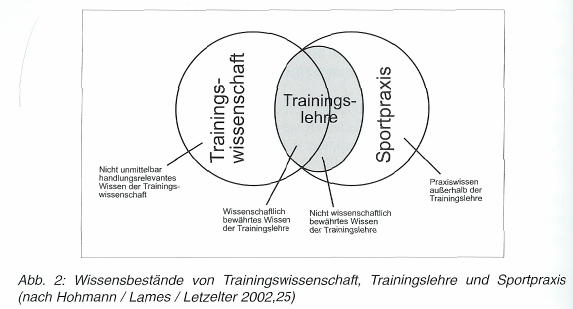 Trainings-
wissenschaft
Trainings-
lehre
Sportpraxis
Nicht unmittelbar
handlungsrelevantes
Wissen der Trainings-
wissenschaft
Wissenschaftlich
bewährtes Wissen
der Trainingslehre
Nicht wissenschaftlich
bewährtes Wissen
der Trainingslehre
Praxiswissen
außerhalb der
Trainingslehre
Abb. 2: Wissensbestände von Trainingswissenschaft, Trainingslehre und Sportpraxis
(nach Hohmann / Lames / Letzelter 2002,25)